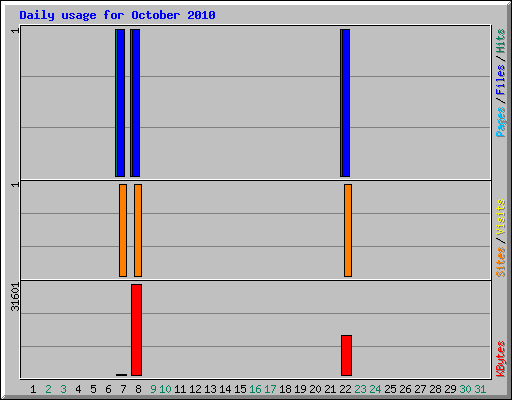 Daily usage for October 2010
1
Pages / Files / Hits
1
Sites / Visits
31601
KBytes
1 2 3 4 5 6 7 8 9 10 11 12 13 14 15 16 17 18 19 20 21 22 23 24 25 26 27 28 29 30 31